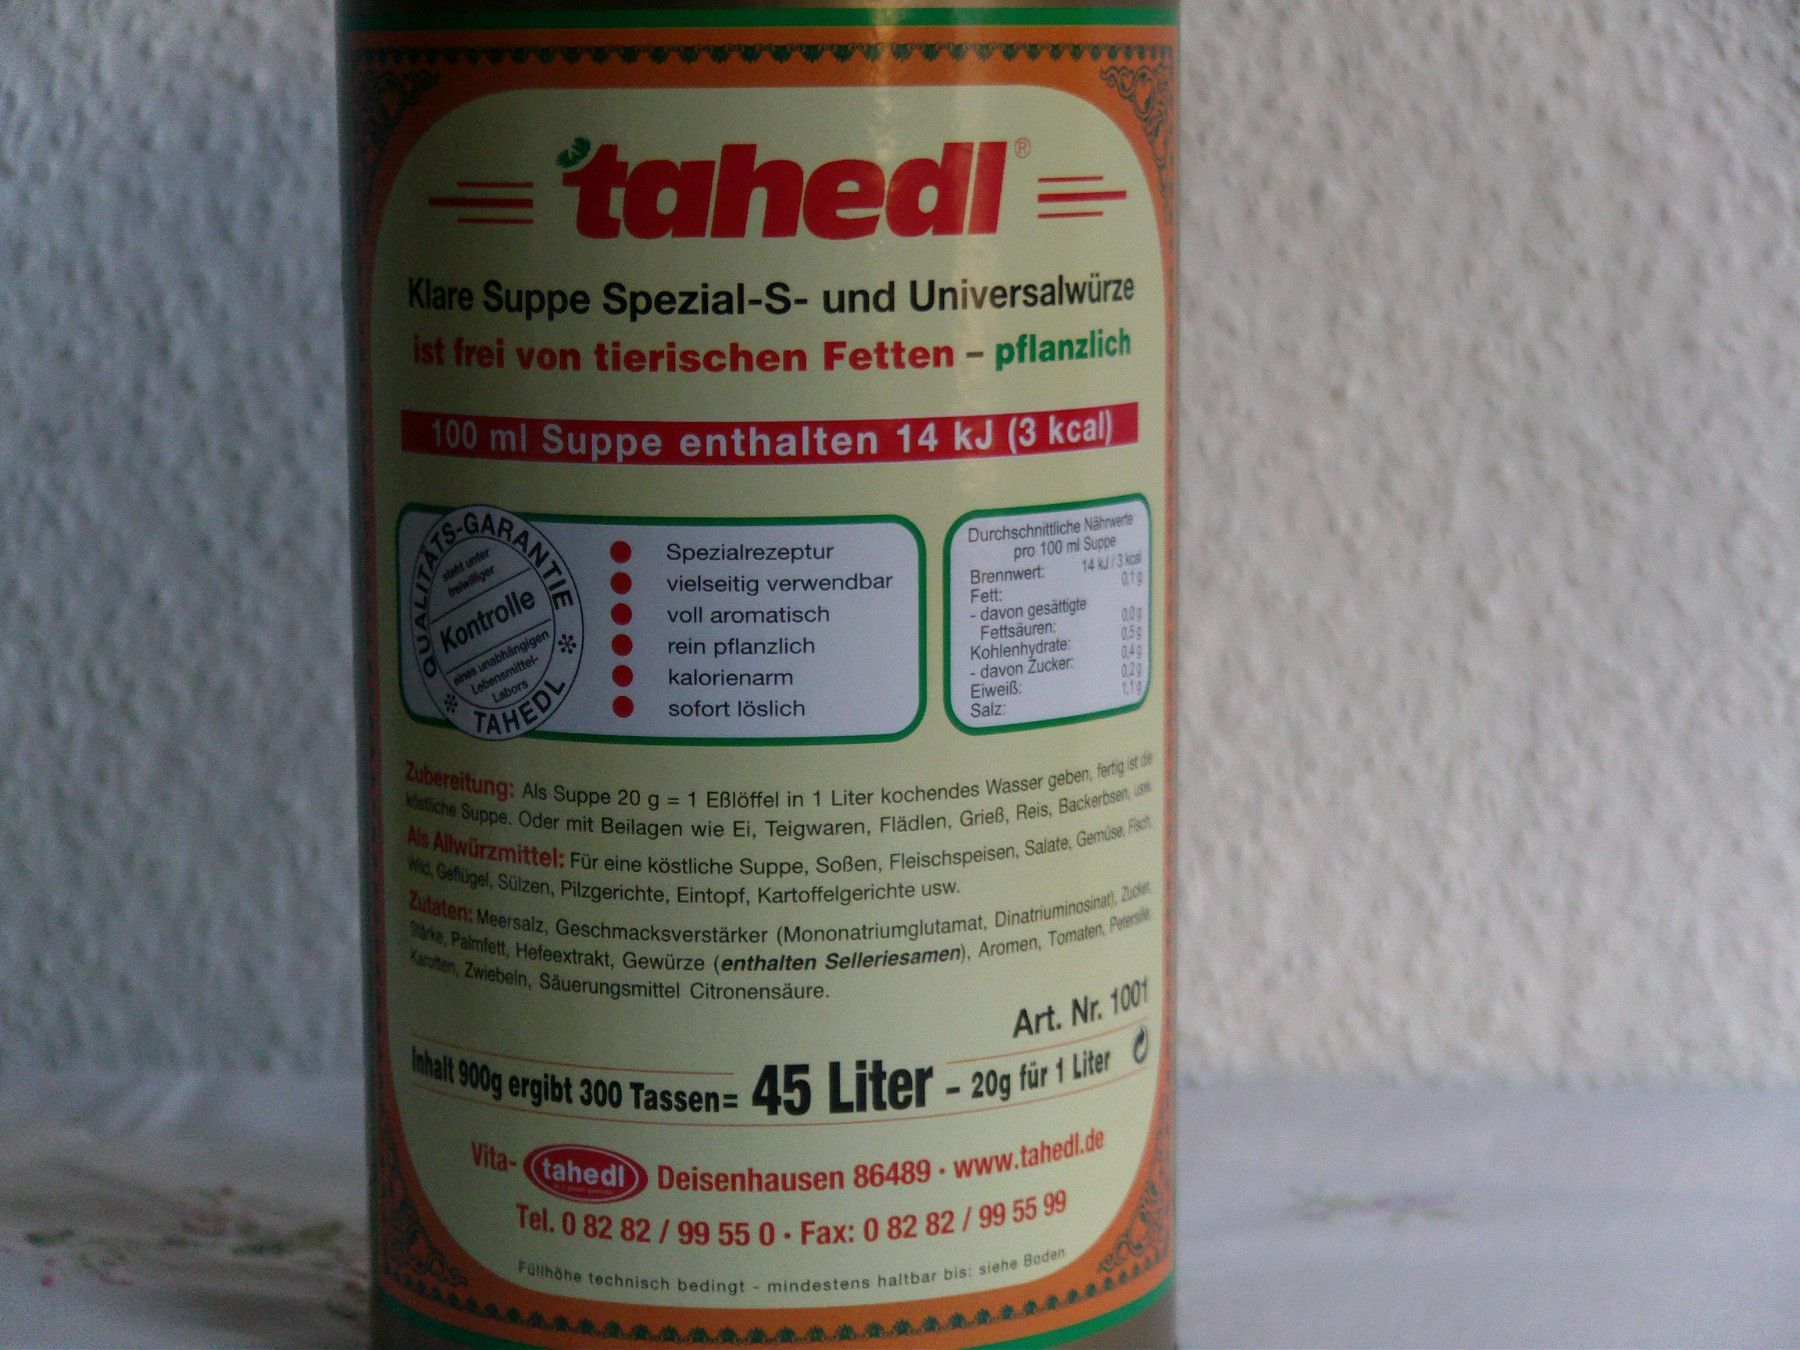 tahedl®
Klare Suppe Spezial-S- und Universalwürze
ist frei von tierischen Fetten – pflanzlich
100 ml Suppe enthalten 14 kJ (3 kcal)
QUALITÄTS-GARANTIE
steht unter
freiwilliger
Kontrolle
eines unabhängigen
Lebensmittel-
Labors
TAHEDL
Spezialrezeptur
vielseitig verwendbar
voll aromatisch
rein pflanzlich
kalorienarm
sofort löslich
Durchschnittliche Nährwerte
pro 100 ml Suppe
Brennwert: 14 kJ / 3 kcal
Fett: 0,1 g
- davon gesättigte
Fettsäuren: 0,0 g
Kohlenhydrate: 0,5 g
- davon Zucker: 0,4 g
Eiweiß: 0,2 g
Salz: 1,1 g
Zubereitung: Als Suppe 20 g = 1 Eßlöffel in 1 Liter kochendes Wasser geben, fertig ist die
köstliche Suppe. Oder mit Beilagen wie Ei, Teigwaren, Flädlen, Grieß, Reis, Backerbsen, usw.
Als Allwürzmittel: Für eine köstliche Suppe, Soßen, Fleischspeisen, Salate, Gemüse, Fisch,
Wild, Geflügel, Sülzen, Pilzgerichte, Eintopf, Kartoffelgerichte usw.
Zutaten: Meersalz, Geschmacksverstärker (Mononatriumglutamat, Dinatriuminosinat), Zucker,
Stärke, Palmfett, Hefeextrakt, Gewürze (enthalten Selleriesamen), Aromen, Tomaten, Petersilie,
Karotten, Zwiebeln, Säuerungsmittel Citronensäure.
Art. Nr. 1001
Inhalt 900g ergibt 300 Tassen= 45 Liter – 20g für 1 Liter
Vita- tahedl Deisenhausen 86489 · www.tahedl.de
Tel. 0 82 82 / 99 55 0 · Fax: 0 82 82 / 99 55 99
Füllhöhe technisch bedingt – mindestens haltbar bis: siehe Boden